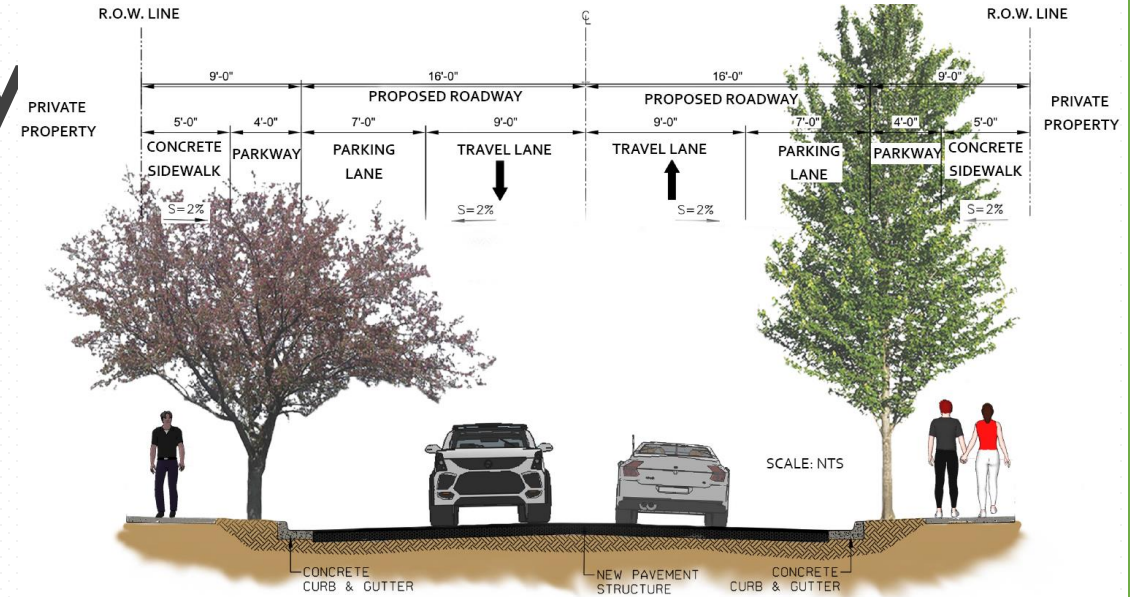 R.O.W. LINE
℄
R.O.W. LINE
9'-0"
16'-0"
16'-0"
9'-0"
PROPOSED ROADWAY
PROPOSED ROADWAY
PRIVATE
PROPERTY
PRIVATE
PROPERTY
5'-0"
4'-0"
7'-0"
9'-0"
9'-0"
7'-0"
4'-0"
5'-0"
CONCRETE
SIDEWALK
PARKWAY
PARKING
LANE
TRAVEL LANE
TRAVEL LANE
PARKING
LANE
PARKWAY
CONCRETE
SIDEWALK
S=2%
S=2%
S=2%
S=2%
SCALE: NTS
CONCRETE
CURB & GUTTER
NEW PAVEMENT
STRUCTURE
CONCRETE
CURB & GUTTER